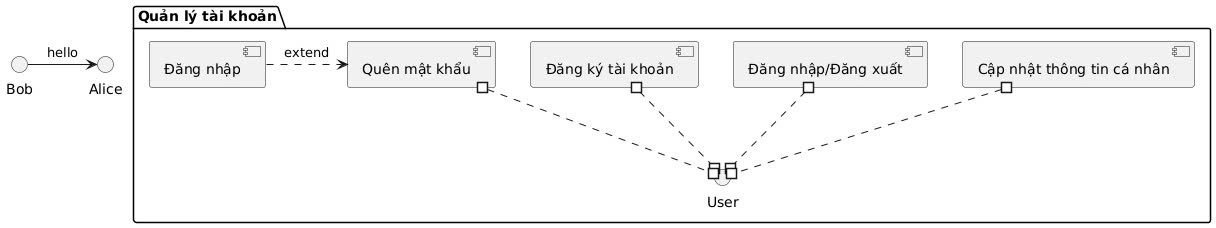 Quản lý tài khoản
hello
Bob
Alice
Đăng nhập
extend
Quên mật khẩu
Đăng ký tài khoản
Đăng nhập/Đăng xuất
Cập nhật thông tin cá nhân
User